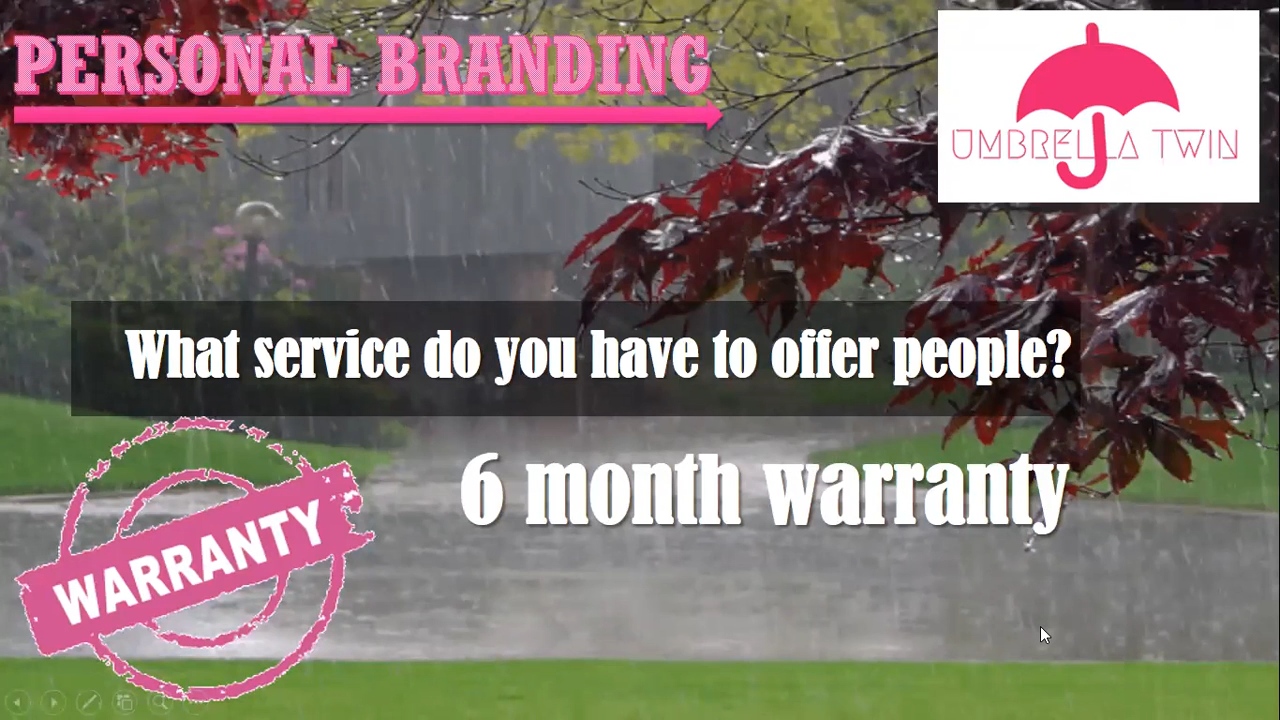 PERSONAL BRANDING
UMBRELLA TWIN
What service do you have to offer people?
6 month warranty
WARRANTY